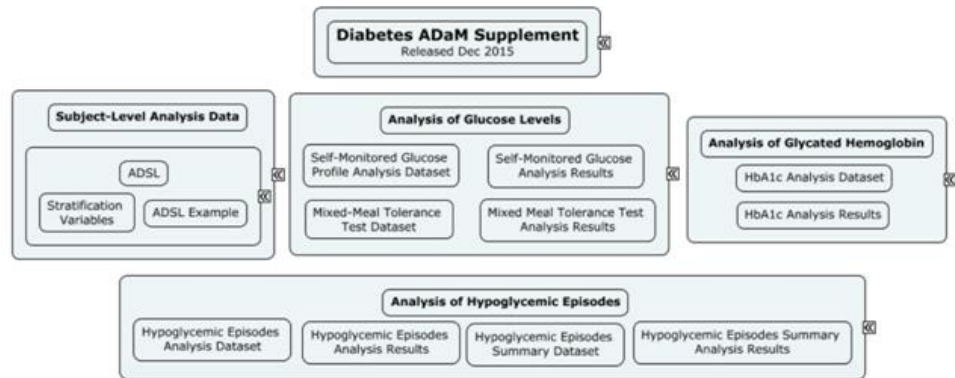 Diabetes ADaM Supplement
Released Dec 2015
Subject-Level Analysis Data
ADSL
Stratification
Variables
ADSL Example
Analysis of Glucose Levels
Self-Monitored Glucose
Profile Analysis Dataset
Self-Monitored Glucose
Analysis Results
Mixed-Meal Tolerance
Test Dataset
Mixed Meal Tolerance Test
Analysis Results
Analysis of Glycated Hemoglobin
HbA1c Analysis Dataset
HbA1c Analysis Results
Analysis of Hypoglycemic Episodes
Hypoglycemic Episodes
Analysis Dataset
Hypoglycemic Episodes
Analysis Results
Hypoglycemic Episodes
Summary Dataset
Hypoglycemic Episodes Summary
Analysis Results